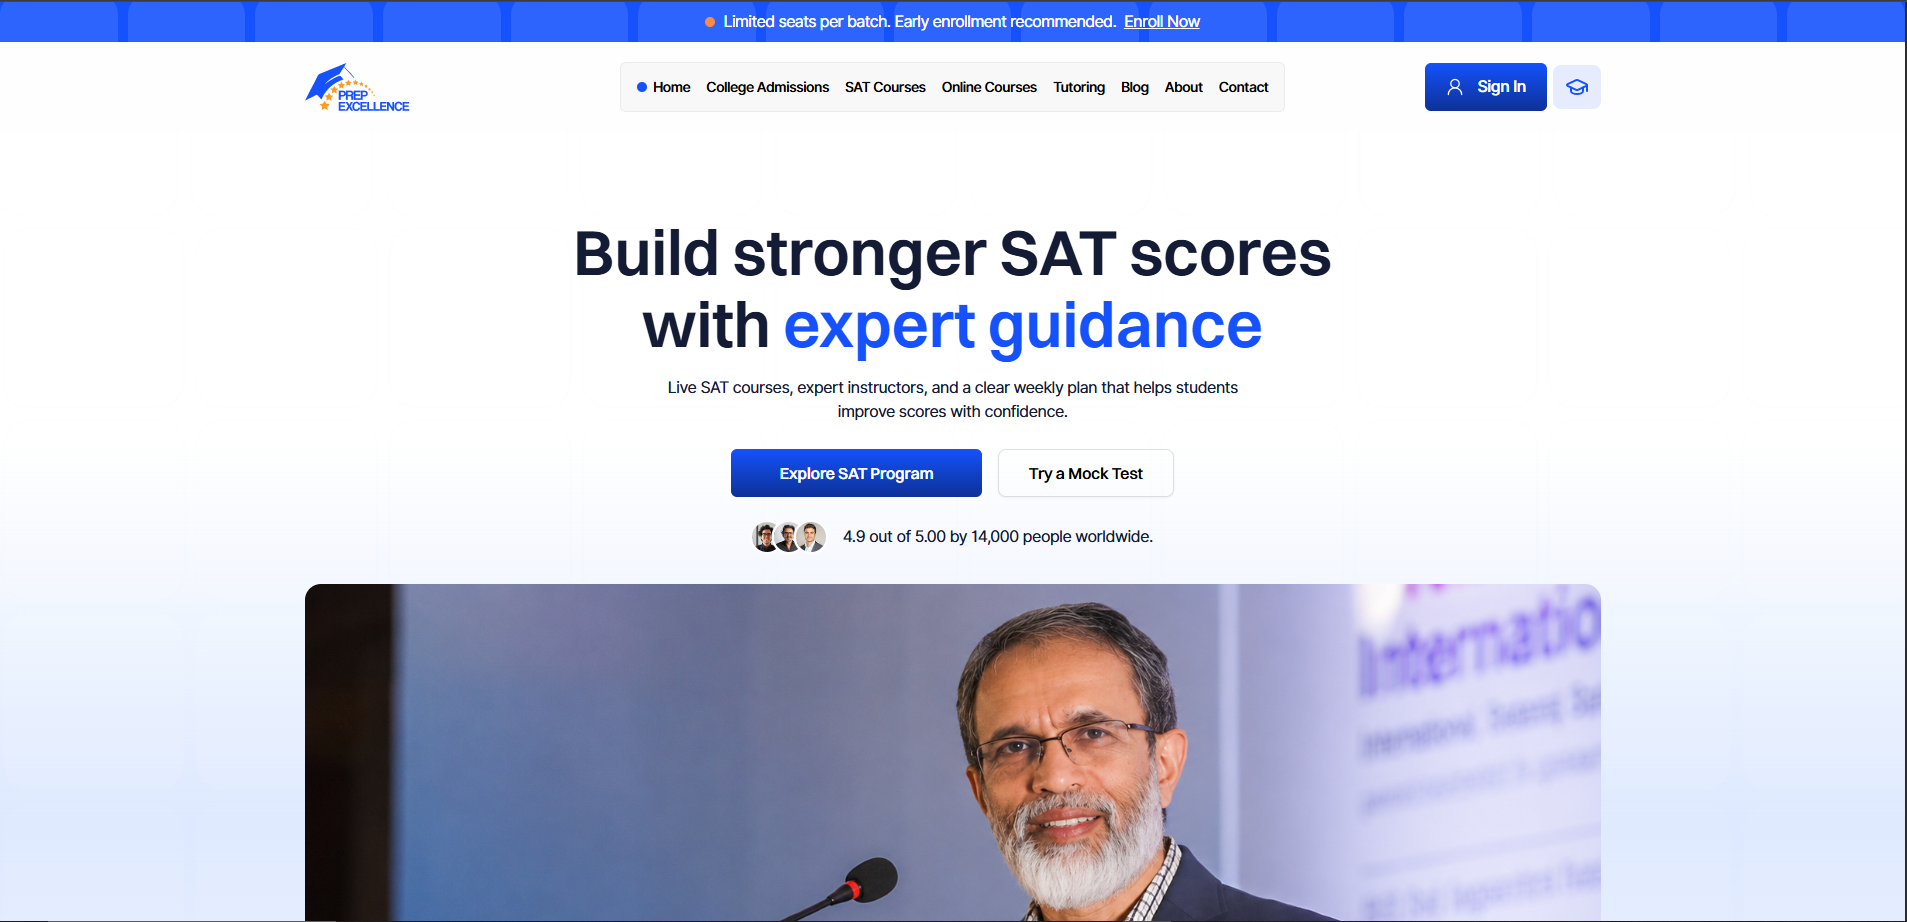 Limited seats per batch. Early enrollment recommended. Enroll Now
PREP
EXCELLENCE
Home College Admissions SAT Courses Online Courses Tutoring Blog About Contact
Sign In
Build stronger SAT scores
with expert guidance
Live SAT courses, expert instructors, and a clear weekly plan that helps students
improve scores with confidence.
Explore SAT Program
Try a Mock Test
4.9 out of 5.00 by 14,000 people worldwide.
Internatio
International